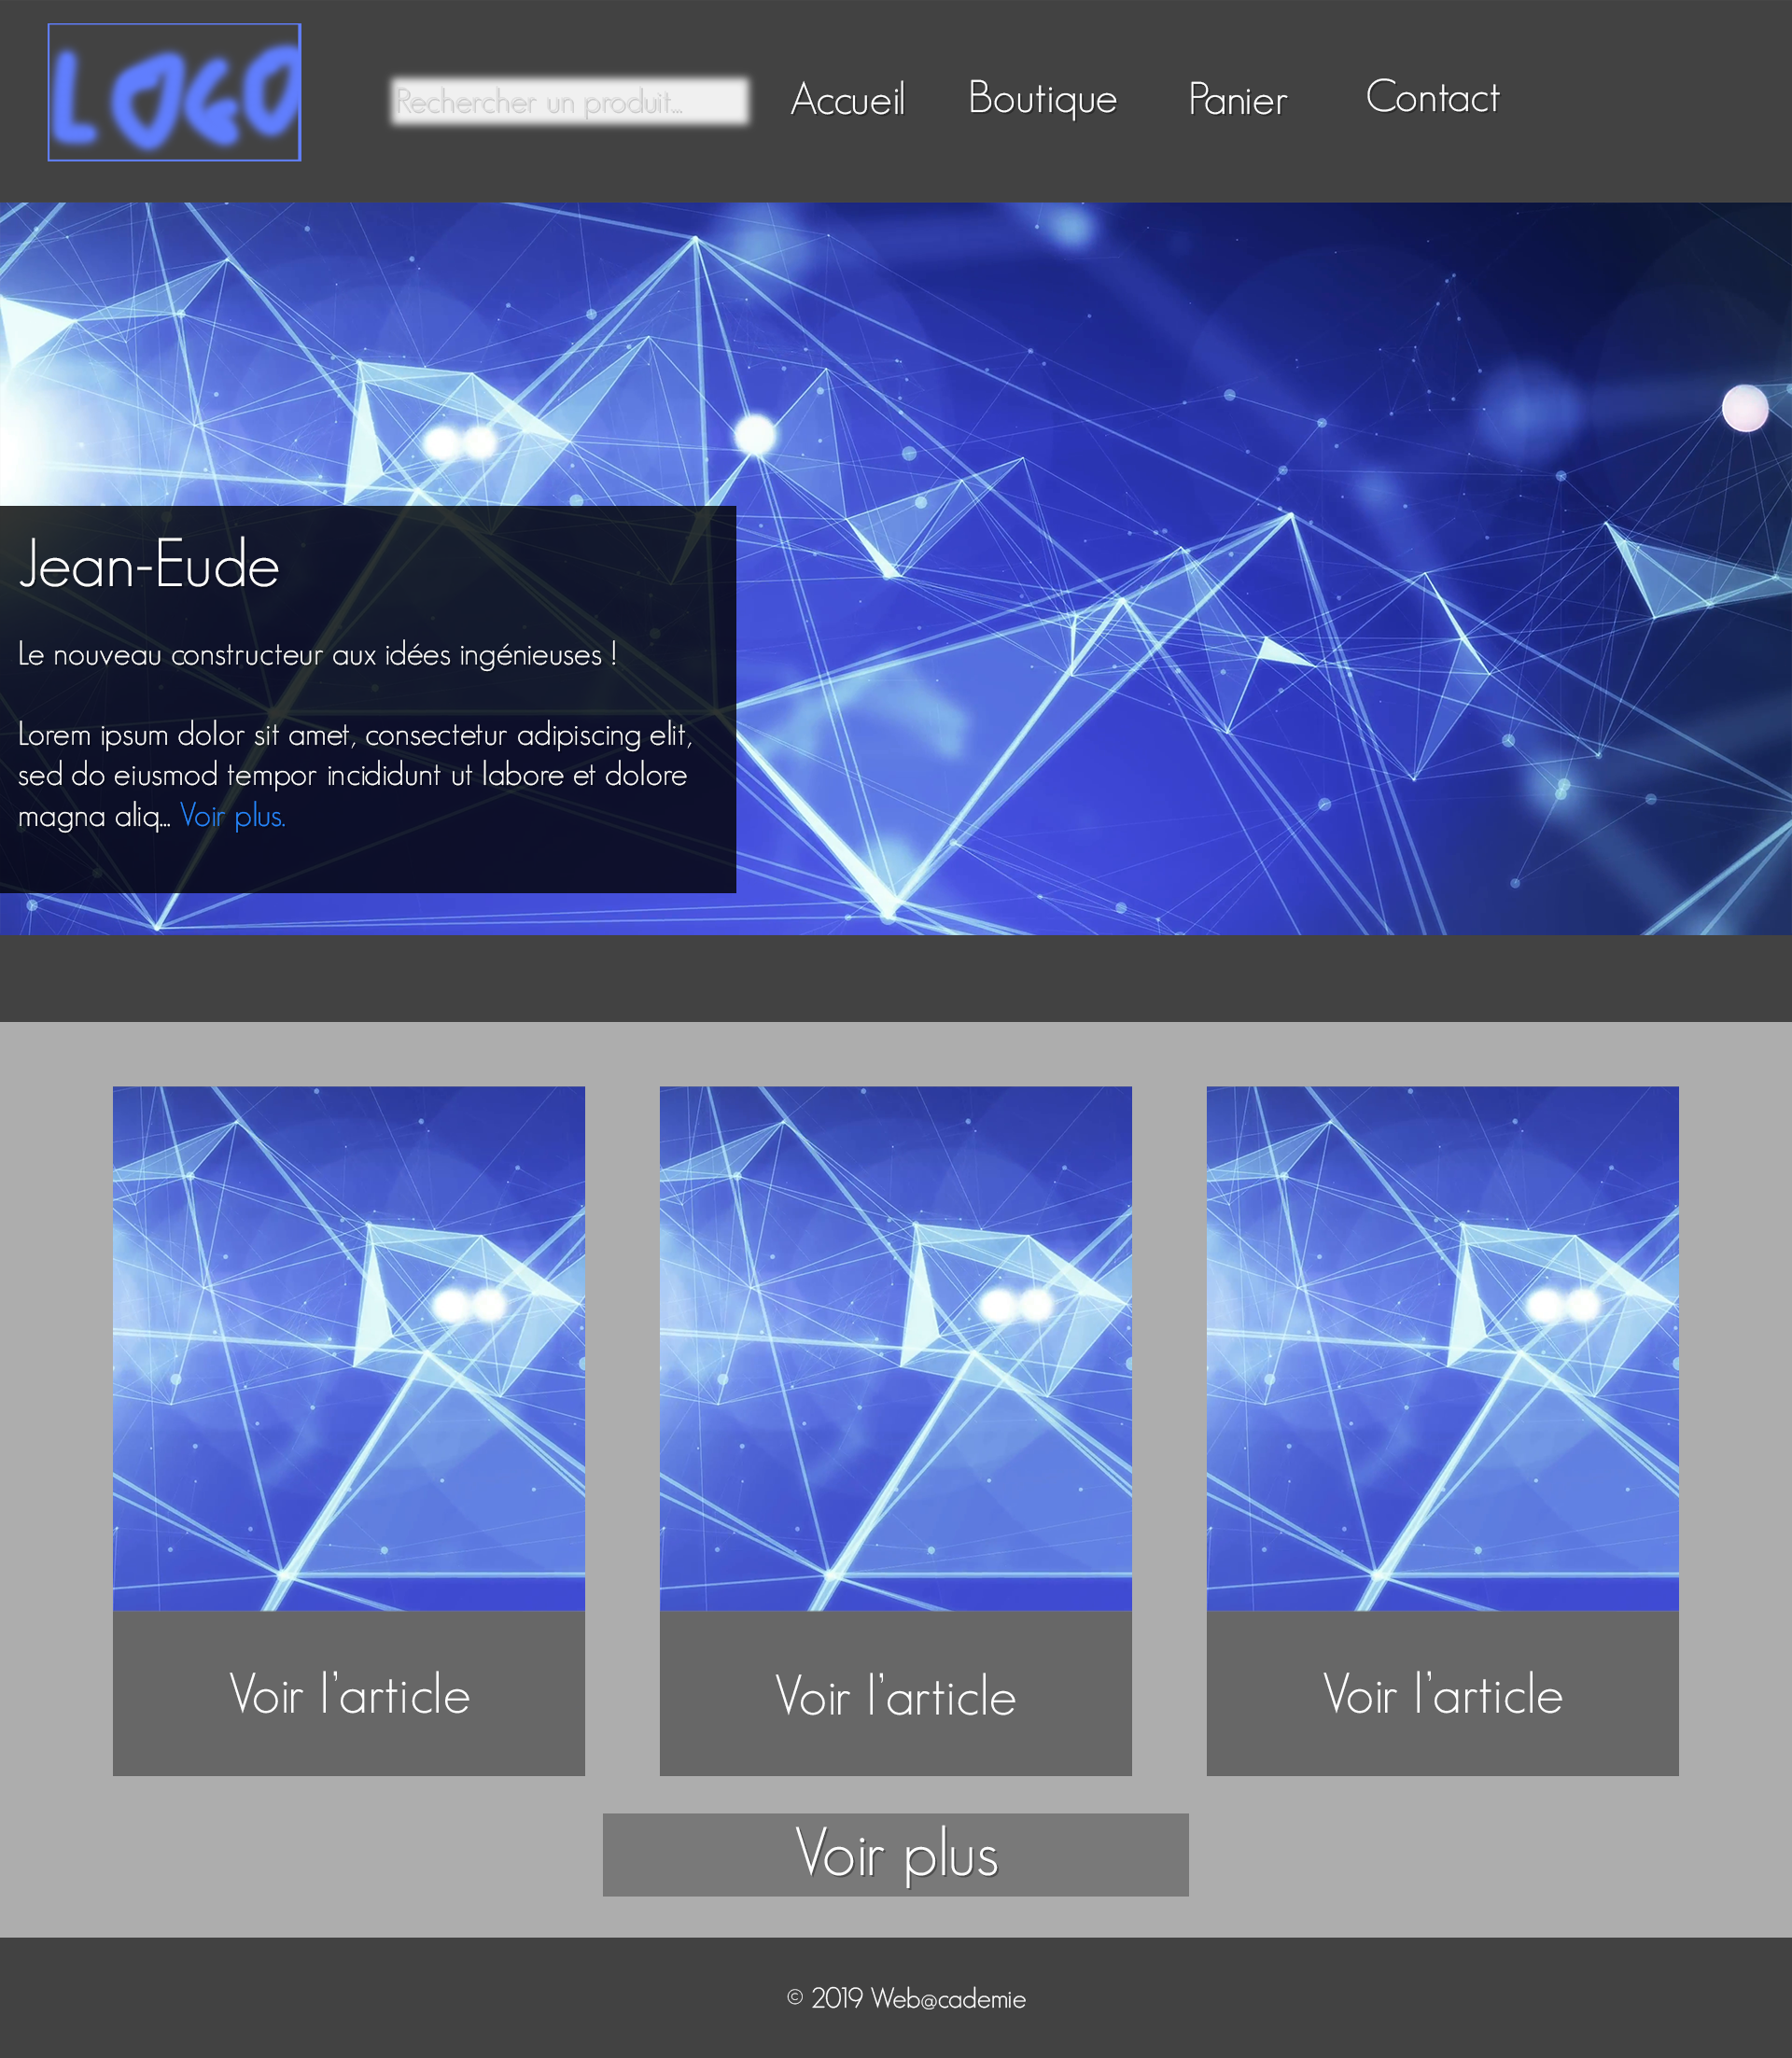 LOGO
Rechercher un produit...
Accueil
Boutique
Panier
Contact
Jean-Eude
Le nouveau constructeur aux idées ingénieuses !
Lorem ipsum dolor sit amet, consectetur adipiscing elit,
sed do eiusmod tempor incididunt ut labore et dolore
magna aliq... Voir plus.
Voir l'article
Voir l'article
Voir l'article
Voir plus
© 2019 Web@cademie